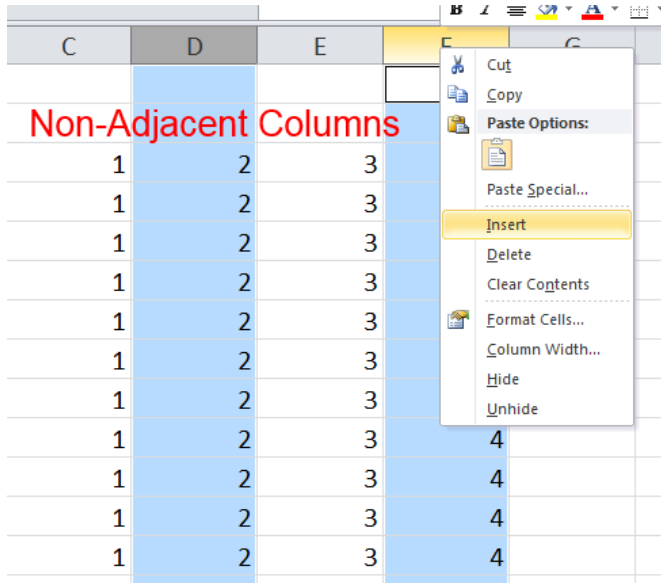 B I A
C D E F G
Non-Adjacent Columns
Cut
Copy
Paste Options:
Paste Special...
Insert
Delete
Clear Contents
Format Cells...
Column Width...
Hide
Unhide
1 2 3
1 2 3
1 2 3
1 2 3
1 2 3
1 2 3
1 2 3
1 2 3 4
1 2 3 4
1 2 3 4
1 2 3 4